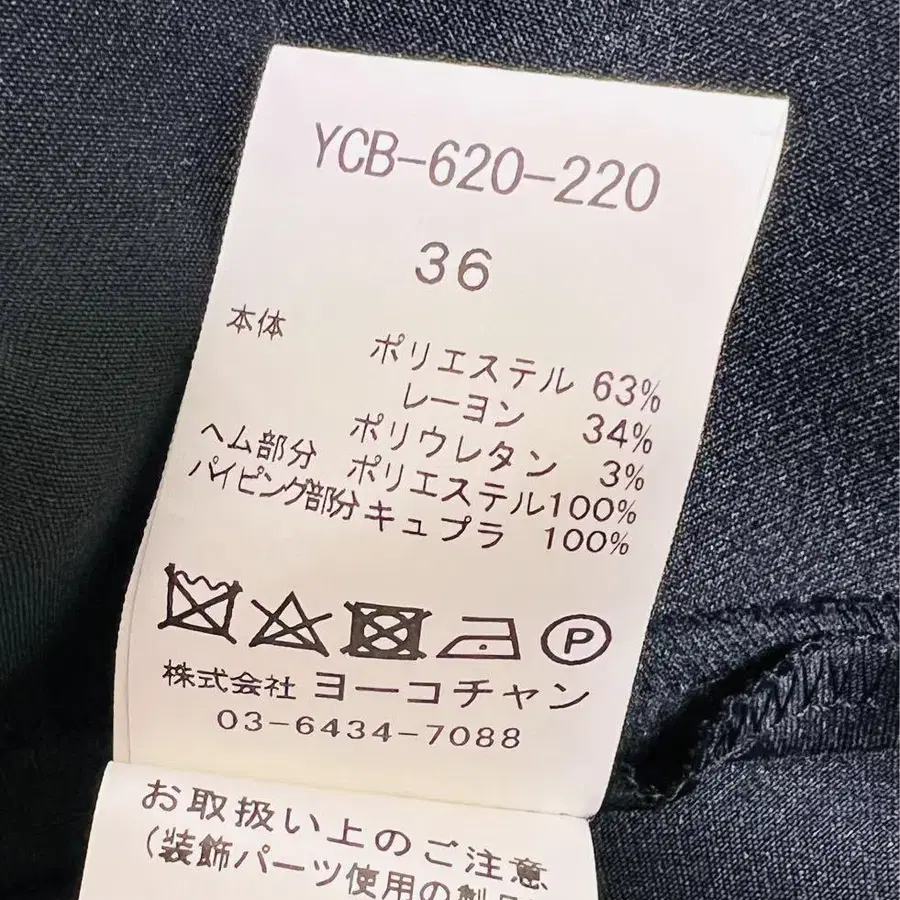 YCB-620-220
36
本体 ポリエステル 63%
レーヨン 34%
ポリウレタン 3%
ヘム部分 ポリエステル100%
パイピング部分 キュプラ 100%
P
株式会社 ヨーコチャン
03-6434-7088
お取扱い上のご注意
(装飾パーツ使用の製